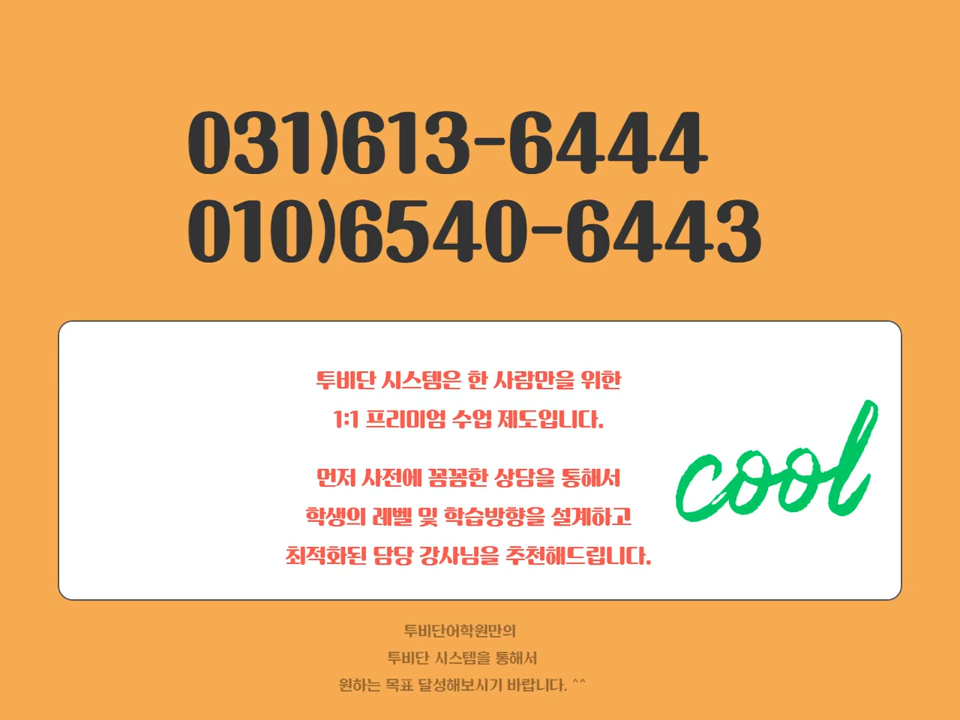 031)613-6444
010)6540-6443
투비단 시스템은 한 사람만을 위한
1:1 프리미엄 수업 제도입니다.
먼저 사전에 꼼꼼한 상담을 통해서
학생의 레벨 및 학습방향을 설계하고
최적화된 담당 강사님을 추천해드립니다.
cool
투비단어학원만의
투비단 시스템을 통해서
원하는 목표 달성해보시기 바랍니다. ^^